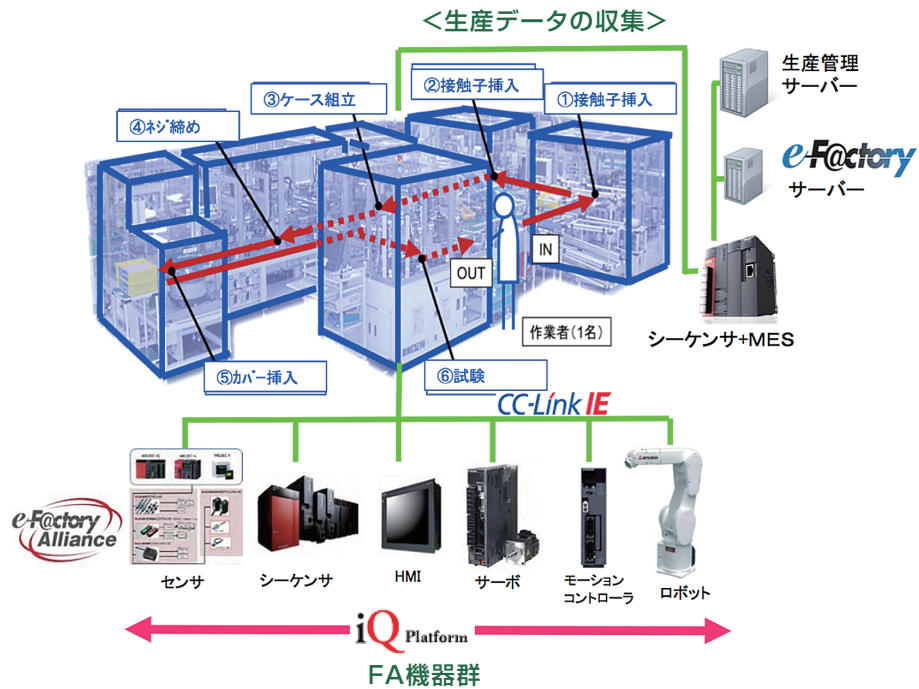 ＜生産データの収集＞
生産管理
サーバー
②接触子挿入
③ケース組立
①接触子挿入
④ﾈｼﾞ締め
e-F@ctory
サーバー
IN
OUT
作業者(1名)
シーケンサ+MES
⑤ｶﾊﾞｰ挿入
⑥試験
CC-Link IE
MELSEC-Q
MELSEC-L
MELSEC-F
e-F@ctory
Alliance
センサ
シーケンサ
HMI
サーボ
モーション
コントローラ
ロボット
iQ Platform
FA機器群